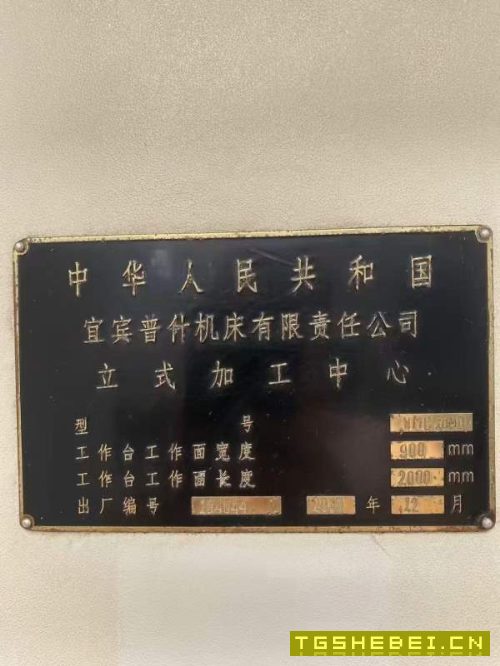 中华人民共和国
宜宾普什机床有限责任公司
立式加工中心
型号
工作台工作面宽度 900 mm
工作台工作面长度 2000 mm
出厂编号 年 12 月
TGSHEBEI.CN